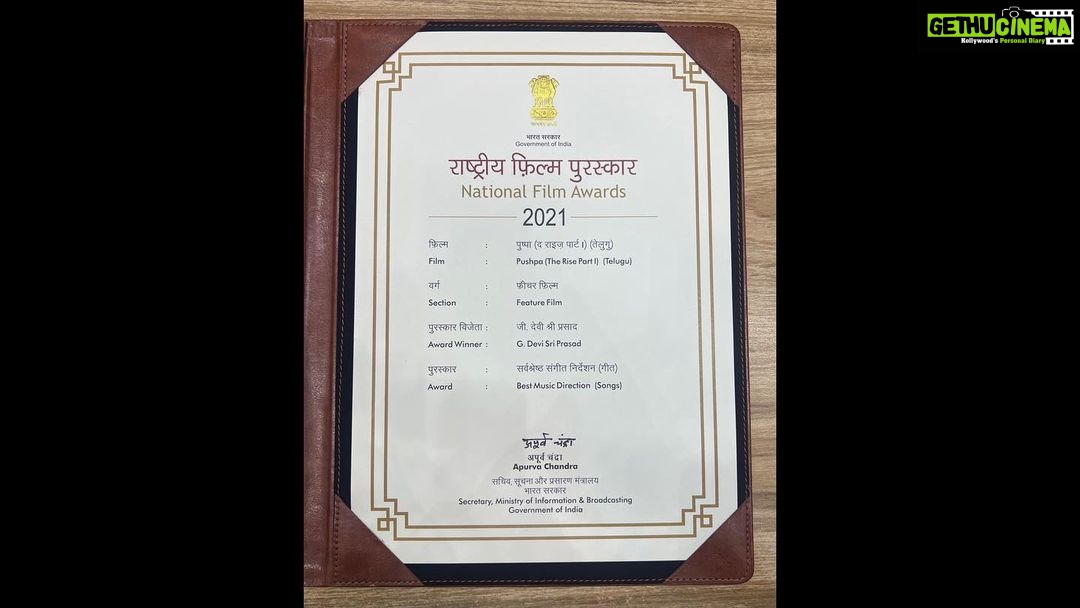 GETHU CINEMA
Kollywood's Personal Diary
भारत सरकार
Government of India
राष्ट्रीय फ़िल्म पुरस्कार
National Film Awards
2021
फ़िल्म : पुष्पा (द राइज़ पार्ट I) (तेलुगु)
Film : Pushpa (The Rise Part I) (Telugu)
वर्ग : फ़ीचर फ़िल्म
Section : Feature Film
पुरस्कार विजेता : जी. देवी श्री प्रसाद
Award Winner : G. Devi Sri Prasad
पुरस्कार : सर्वश्रेष्ठ संगीत निर्देशन (गीत)
Award : Best Music Direction (Songs)
अपूर्व चंद्रा
अपूर्व चंद्रा
Apurva Chandra
सचिव, सूचना और प्रसारण मंत्रालय
भारत सरकार
Secretary, Ministry of Information & Broadcasting
Government of India